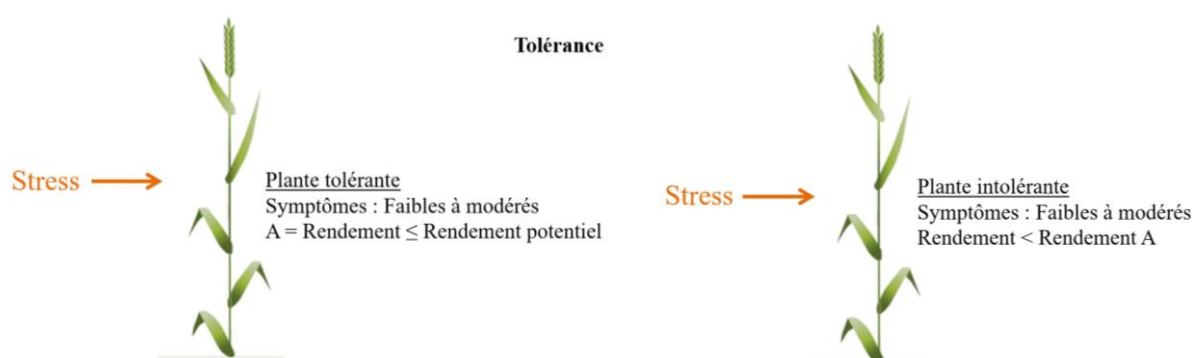 Tolérance
Stress
Plante tolérante
Symptômes : Faibles à modérés
A = Rendement ≤ Rendement potentiel
Stress
Plante intolérante
Symptômes : Faibles à modérés
Rendement < Rendement A